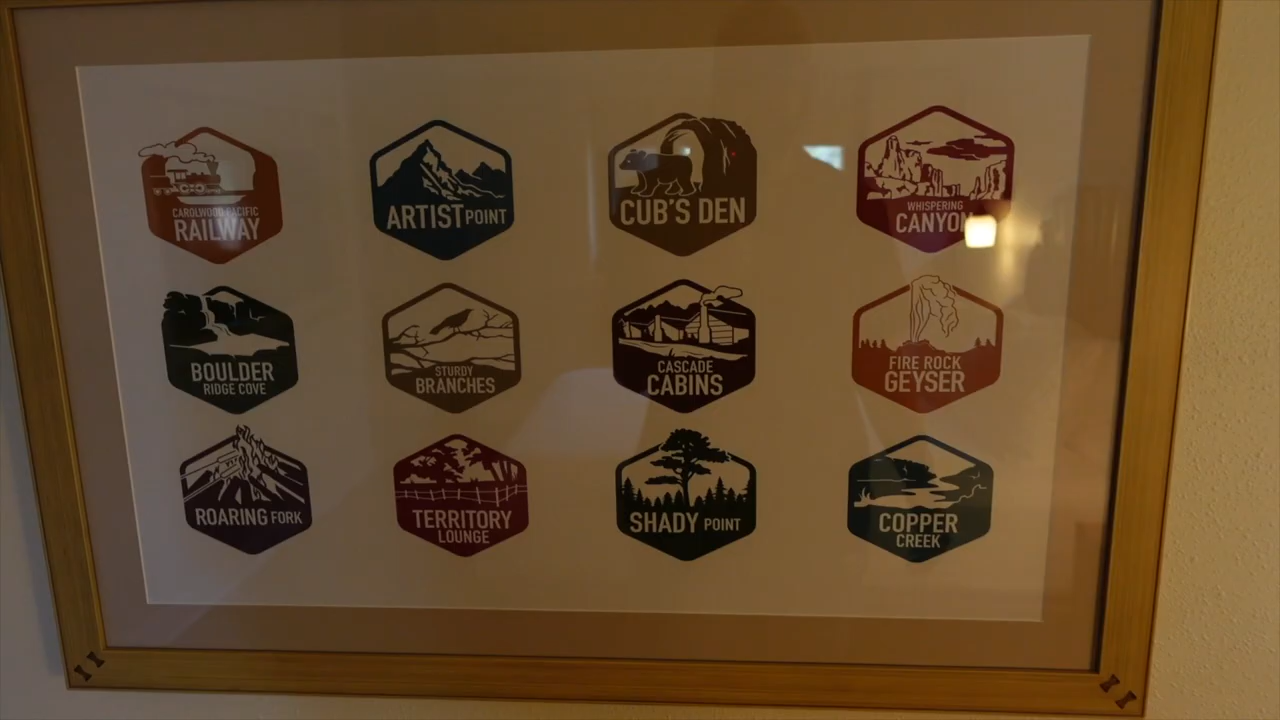 CAROLWOOD PACIFIC
RAILWAY
ARTIST POINT
CUB'S DEN
WHISPERING
CANYON
BOULDER
RIDGE COVE
STURDY
BRANCHES
CASCADE
CABINS
FIRE ROCK
GEYSER
ROARING FORK
TERRITORY
LOUNGE
SHADY POINT
COPPER
CREEK